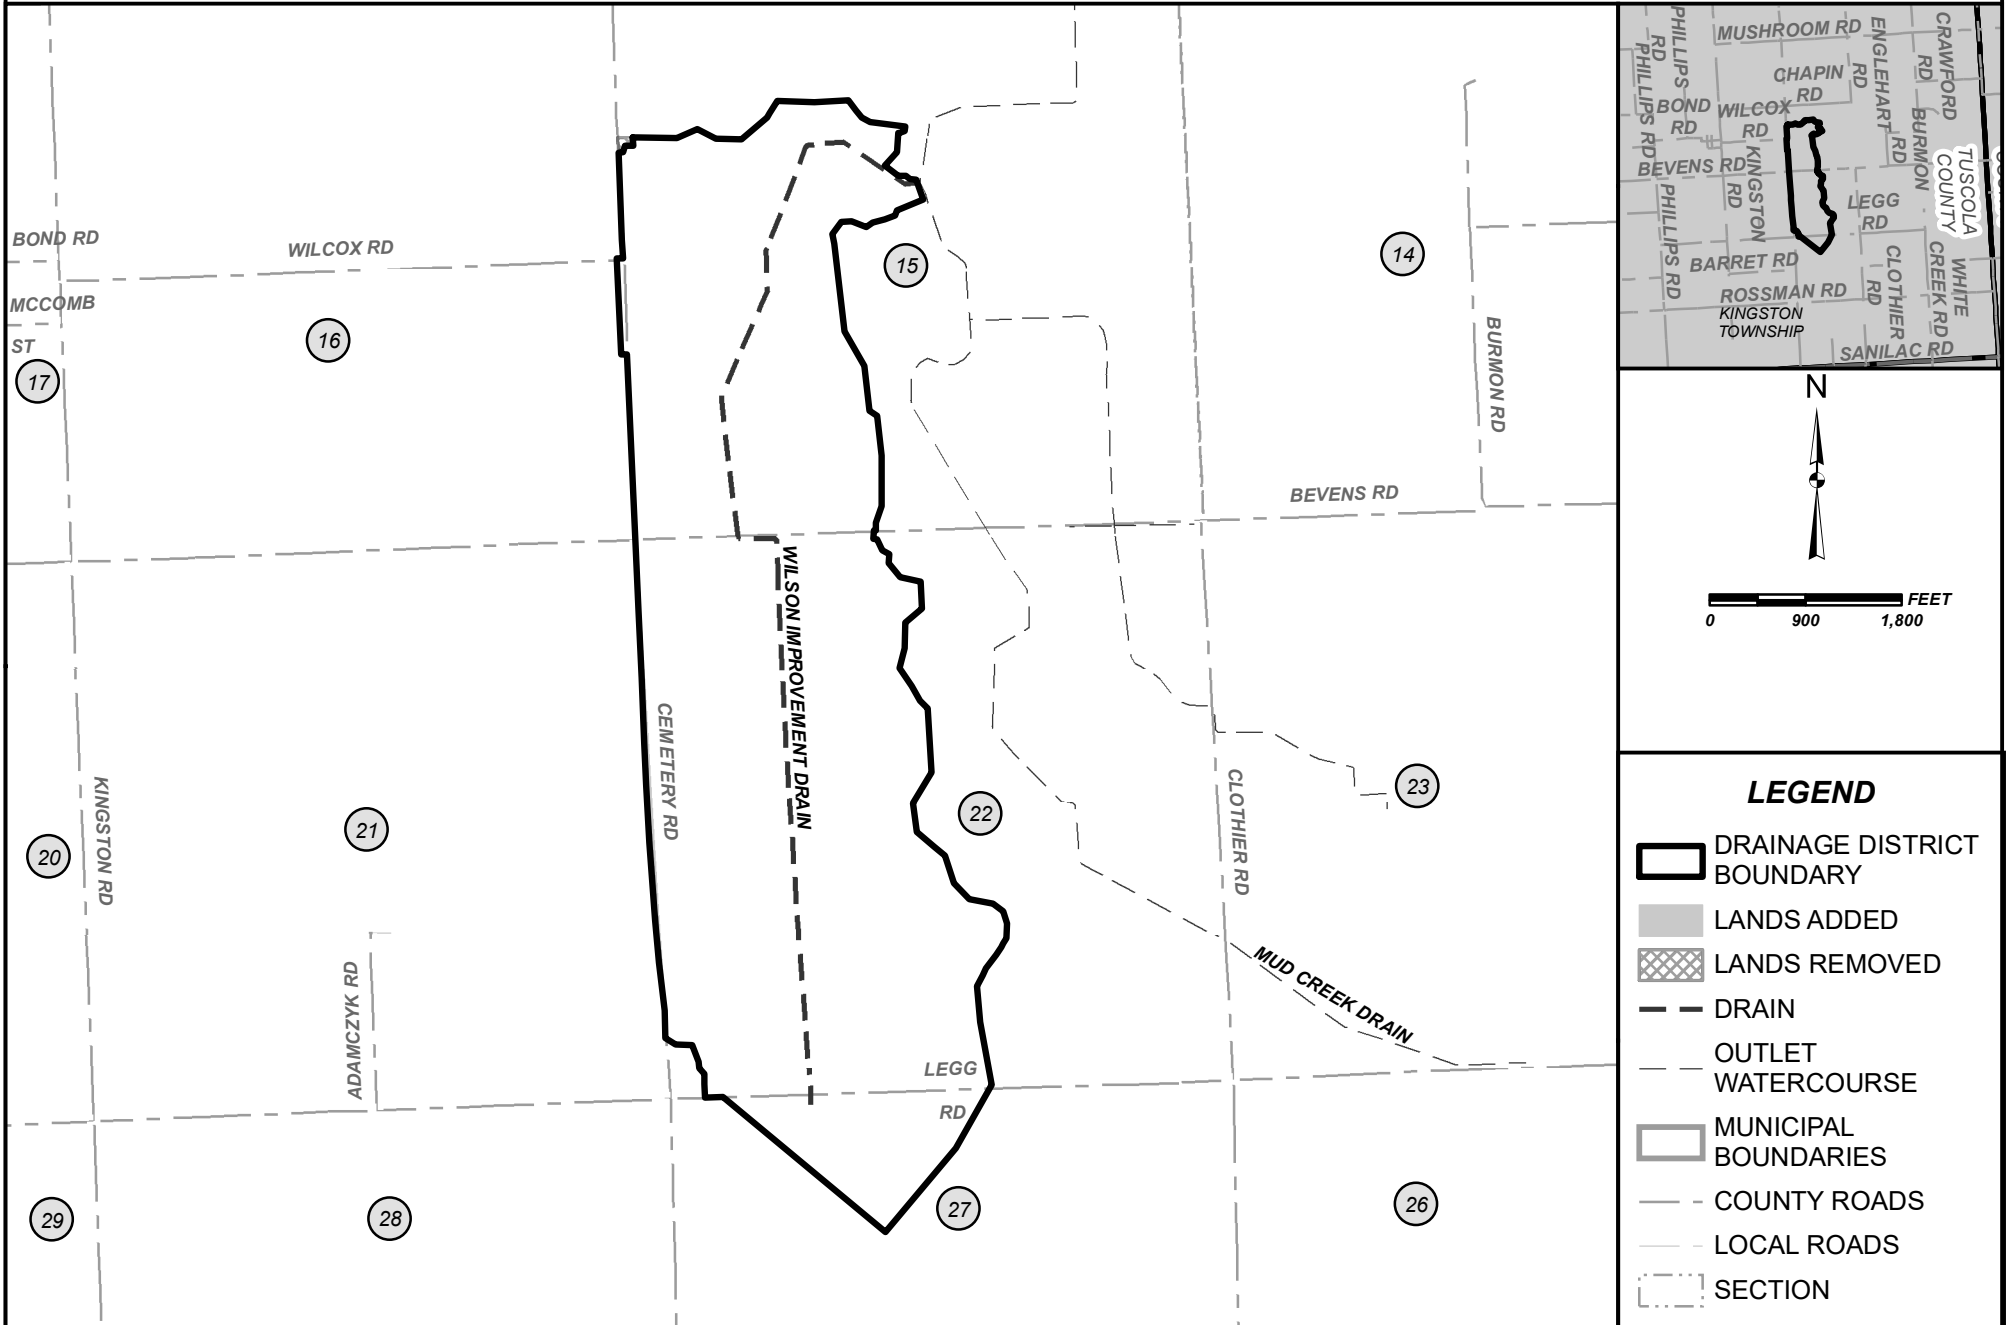 BOND RD
WILCOX RD
MCCOMB
ST
17
16
15
14
BURMON RD
BEVENS RD
WILSON IMPROVEMENT DRAIN
CEMETERY RD
KINGSTON RD
20
21
22
23
CLOTHIER RD
ADAMCZYK RD
MUD CREEK DRAIN
LEGG
RD
29
28
27
26
MUSHROOM RD
PHILLIPS
RD
PHILLIPS RD
ENGLEHART
RD
CRAWFORD
RD
CHAPIN
RD
BOND
RD
WILCOX
RD
BURMON
RD
BEVENS RD
KINGSTON
RD
PHILLIPS RD
TUSCOLA
COUNTY
LEGG
RD
BARRET RD
CLOTHIER
RD
WHITE
CREEK RD
ROSSMAN RD
KINGSTON
TOWNSHIP
SANILAC RD
N
FEET
0 900 1,800
LEGEND
DRAINAGE DISTRICT
BOUNDARY
LANDS ADDED
LANDS REMOVED
DRAIN
OUTLET
WATERCOURSE
MUNICIPAL
BOUNDARIES
COUNTY ROADS
LOCAL ROADS
SECTION